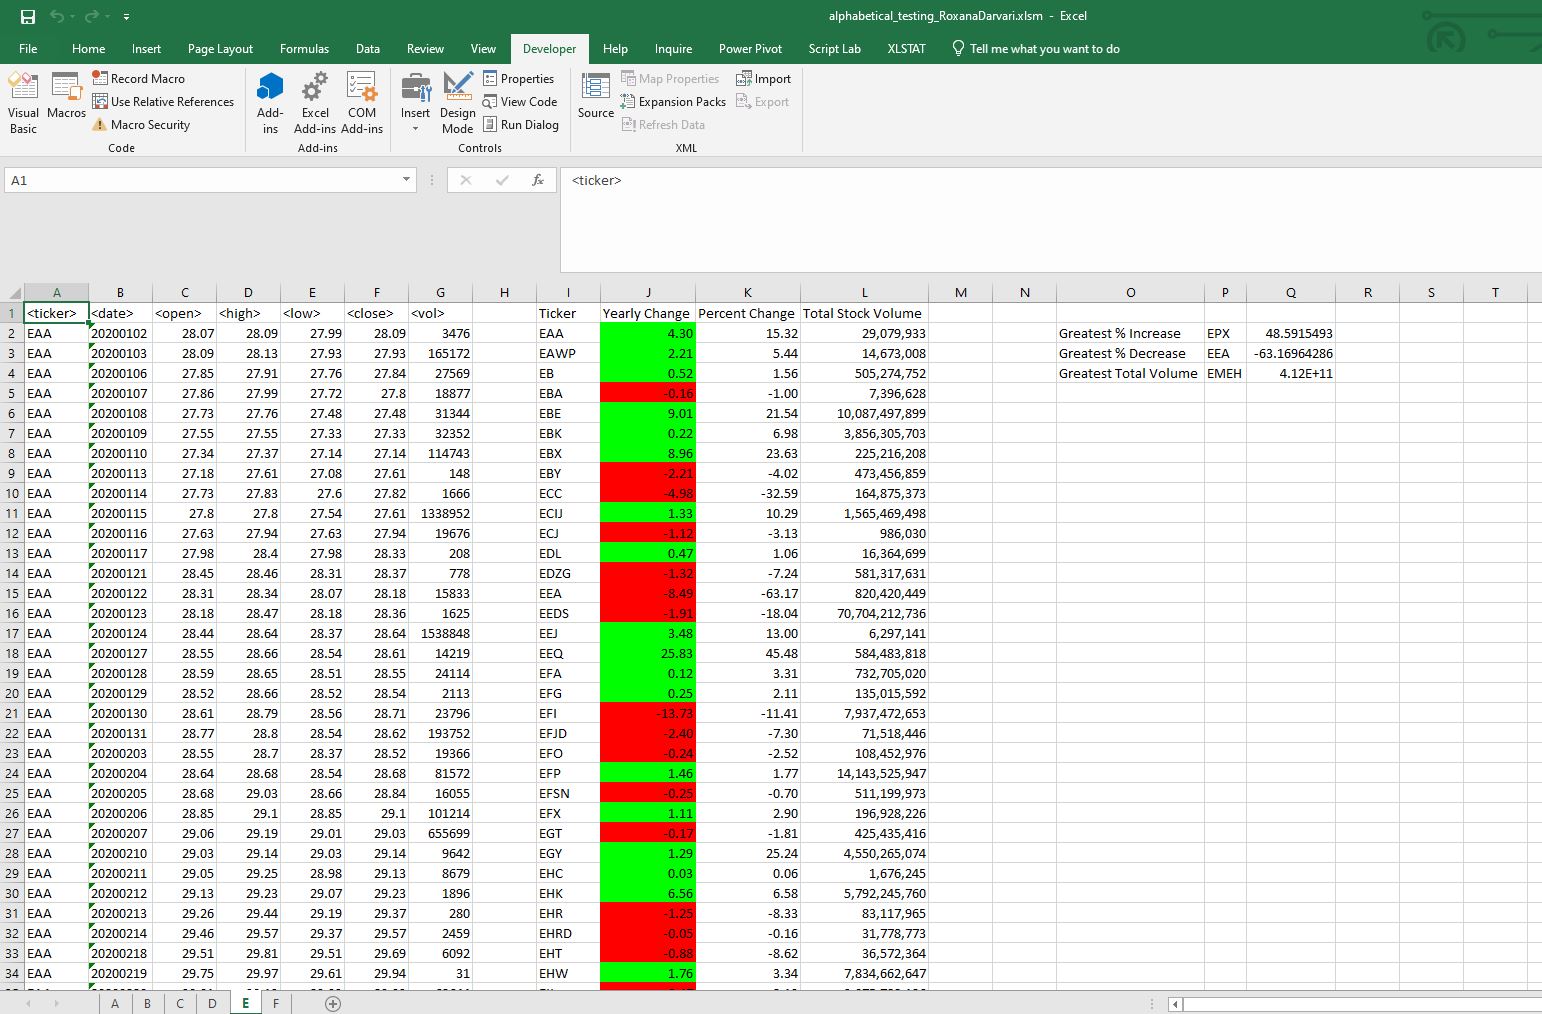 alphabetical_testing_RoxanaDarvari.xlsm - Excel
File Home Insert Page Layout Formulas Data Review View Developer Help Inquire Power Pivot Script Lab XLSTAT Tell me what you want to do
Visual Basic
Macros
Record Macro
Use Relative References
Macro Security
Code
Add-ins
Excel Add-ins
COM Add-ins
Add-ins
Insert
Design Mode
Properties
View Code
Run Dialog
Controls
Source
Map Properties
Expansion Packs
Refresh Data
Import
Export
XML
A1 fx <ticker>
A B C D E F G H I J K L M N O P Q R S T
1 <ticker> <date> <open> <high> <low> <close> <vol> Ticker Yearly Change Percent Change Total Stock Volume
2 EAA 20200102 28.07 28.09 27.99 28.09 3476 EAA 4.30 15.32 29,079,933 Greatest % Increase EPX 48.5915493
3 EAA 20200103 28.09 28.13 27.93 27.93 165172 EAWP 2.21 5.44 14,673,008 Greatest % Decrease EEA -63.16964286
4 EAA 20200106 27.85 27.91 27.76 27.84 27569 EB 0.52 1.56 505,274,752 Greatest Total Volume EMEH 4.12E+11
5 EAA 20200107 27.86 27.99 27.72 27.8 18877 EBA -0.16 -1.00 7,396,628
6 EAA 20200108 27.73 27.76 27.48 27.48 31344 EBE 9.01 21.54 10,087,497,899
7 EAA 20200109 27.55 27.55 27.33 27.33 32352 EBK 0.22 6.98 3,856,305,703
8 EAA 20200110 27.34 27.37 27.14 27.14 114743 EBX 8.96 23.63 225,216,208
9 EAA 20200113 27.18 27.61 27.08 27.61 148 EBY -2.21 -4.02 473,456,859
10 EAA 20200114 27.73 27.83 27.6 27.82 1666 ECC -4.98 -32.59 164,875,373
11 EAA 20200115 27.8 27.8 27.54 27.61 1338952 ECIJ 1.33 10.29 1,565,469,498
12 EAA 20200116 27.63 27.94 27.63 27.94 19676 ECJ -1.12 -3.13 986,030
13 EAA 20200117 27.98 28.4 27.98 28.33 208 EDL 0.47 1.06 16,364,699
14 EAA 20200121 28.45 28.46 28.31 28.37 778 EDZG -1.32 -7.24 581,317,631
15 EAA 20200122 28.31 28.34 28.07 28.18 15833 EEA -8.49 -63.17 820,420,449
16 EAA 20200123 28.18 28.47 28.18 28.36 1625 EEDS -1.91 -18.04 70,704,212,736
17 EAA 20200124 28.44 28.64 28.37 28.64 1538848 EEJ 3.48 13.00 6,297,141
18 EAA 20200127 28.55 28.66 28.54 28.61 14219 EEQ 25.83 45.48 584,483,818
19 EAA 20200128 28.59 28.65 28.51 28.55 24114 EFA 0.12 3.31 732,705,020
20 EAA 20200129 28.52 28.66 28.52 28.54 2113 EFG 0.25 2.11 135,015,592
21 EAA 20200130 28.61 28.79 28.56 28.71 23796 EFI -13.73 -11.41 7,937,472,653
22 EAA 20200131 28.77 28.8 28.54 28.62 193752 EFJD -2.40 -7.30 71,518,446
23 EAA 20200203 28.55 28.7 28.37 28.52 19366 EFO -0.24 -2.52 108,452,976
24 EAA 20200204 28.64 28.68 28.54 28.68 81572 EFP 1.46 1.77 14,143,525,947
25 EAA 20200205 28.68 29.03 28.66 28.84 16055 EFSN -0.25 -0.70 511,199,973
26 EAA 20200206 28.85 29.1 28.85 29.1 101214 EFX 1.11 2.90 196,928,226
27 EAA 20200207 29.06 29.19 29.01 29.03 655699 EGT -0.17 -1.81 425,435,416
28 EAA 20200210 29.03 29.14 29.03 29.14 9642 EGY 1.29 25.24 4,550,265,074
29 EAA 20200211 29.05 29.25 28.98 29.13 8679 EHC 0.03 0.06 1,676,245
30 EAA 20200212 29.13 29.23 29.07 29.23 1896 EHK 6.56 6.58 5,792,245,760
31 EAA 20200213 29.26 29.44 29.19 29.37 280 EHR -1.25 -8.33 83,117,965
32 EAA 20200214 29.46 29.57 29.37 29.57 2459 EHRD -0.05 -0.16 31,778,773
33 EAA 20200218 29.51 29.81 29.51 29.69 6092 EHT -0.88 -8.62 36,572,364
34 EAA 20200219 29.75 29.97 29.61 29.94 31 EHW 1.76 3.34 7,834,662,647
A B C D E F